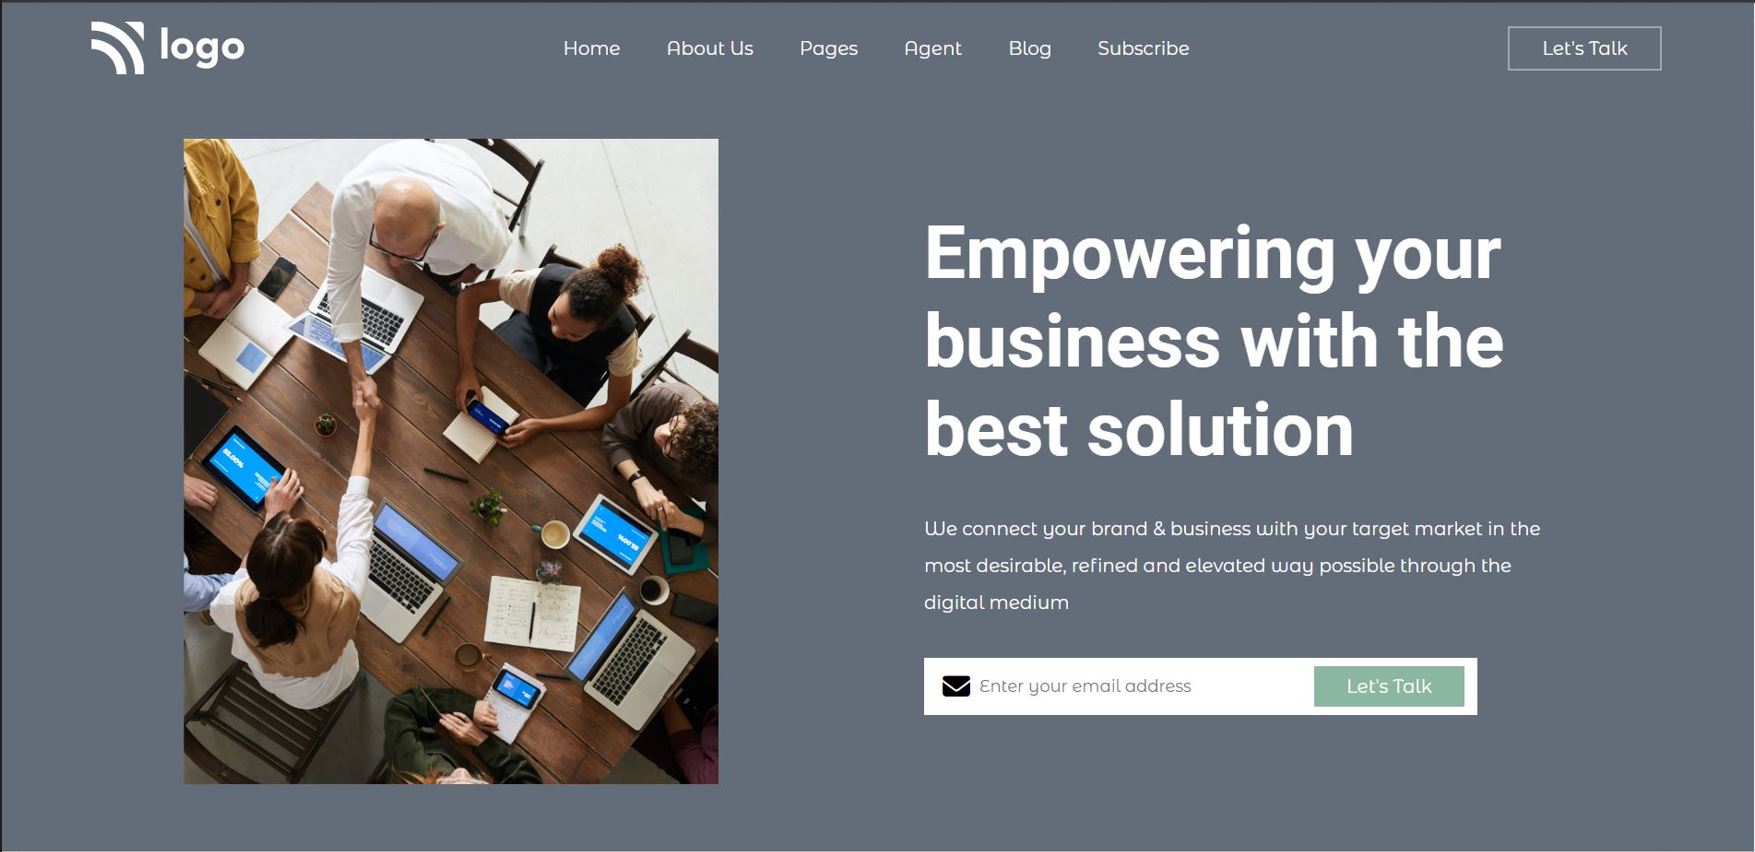 logo
Home
About Us
Pages
Agent
Blog
Subscribe
Let's Talk
Empowering your
business with the
best solution
We connect your brand & business with your target market in the
most desirable, refined and elevated way possible through the
digital medium
Enter your email address
Let's Talk